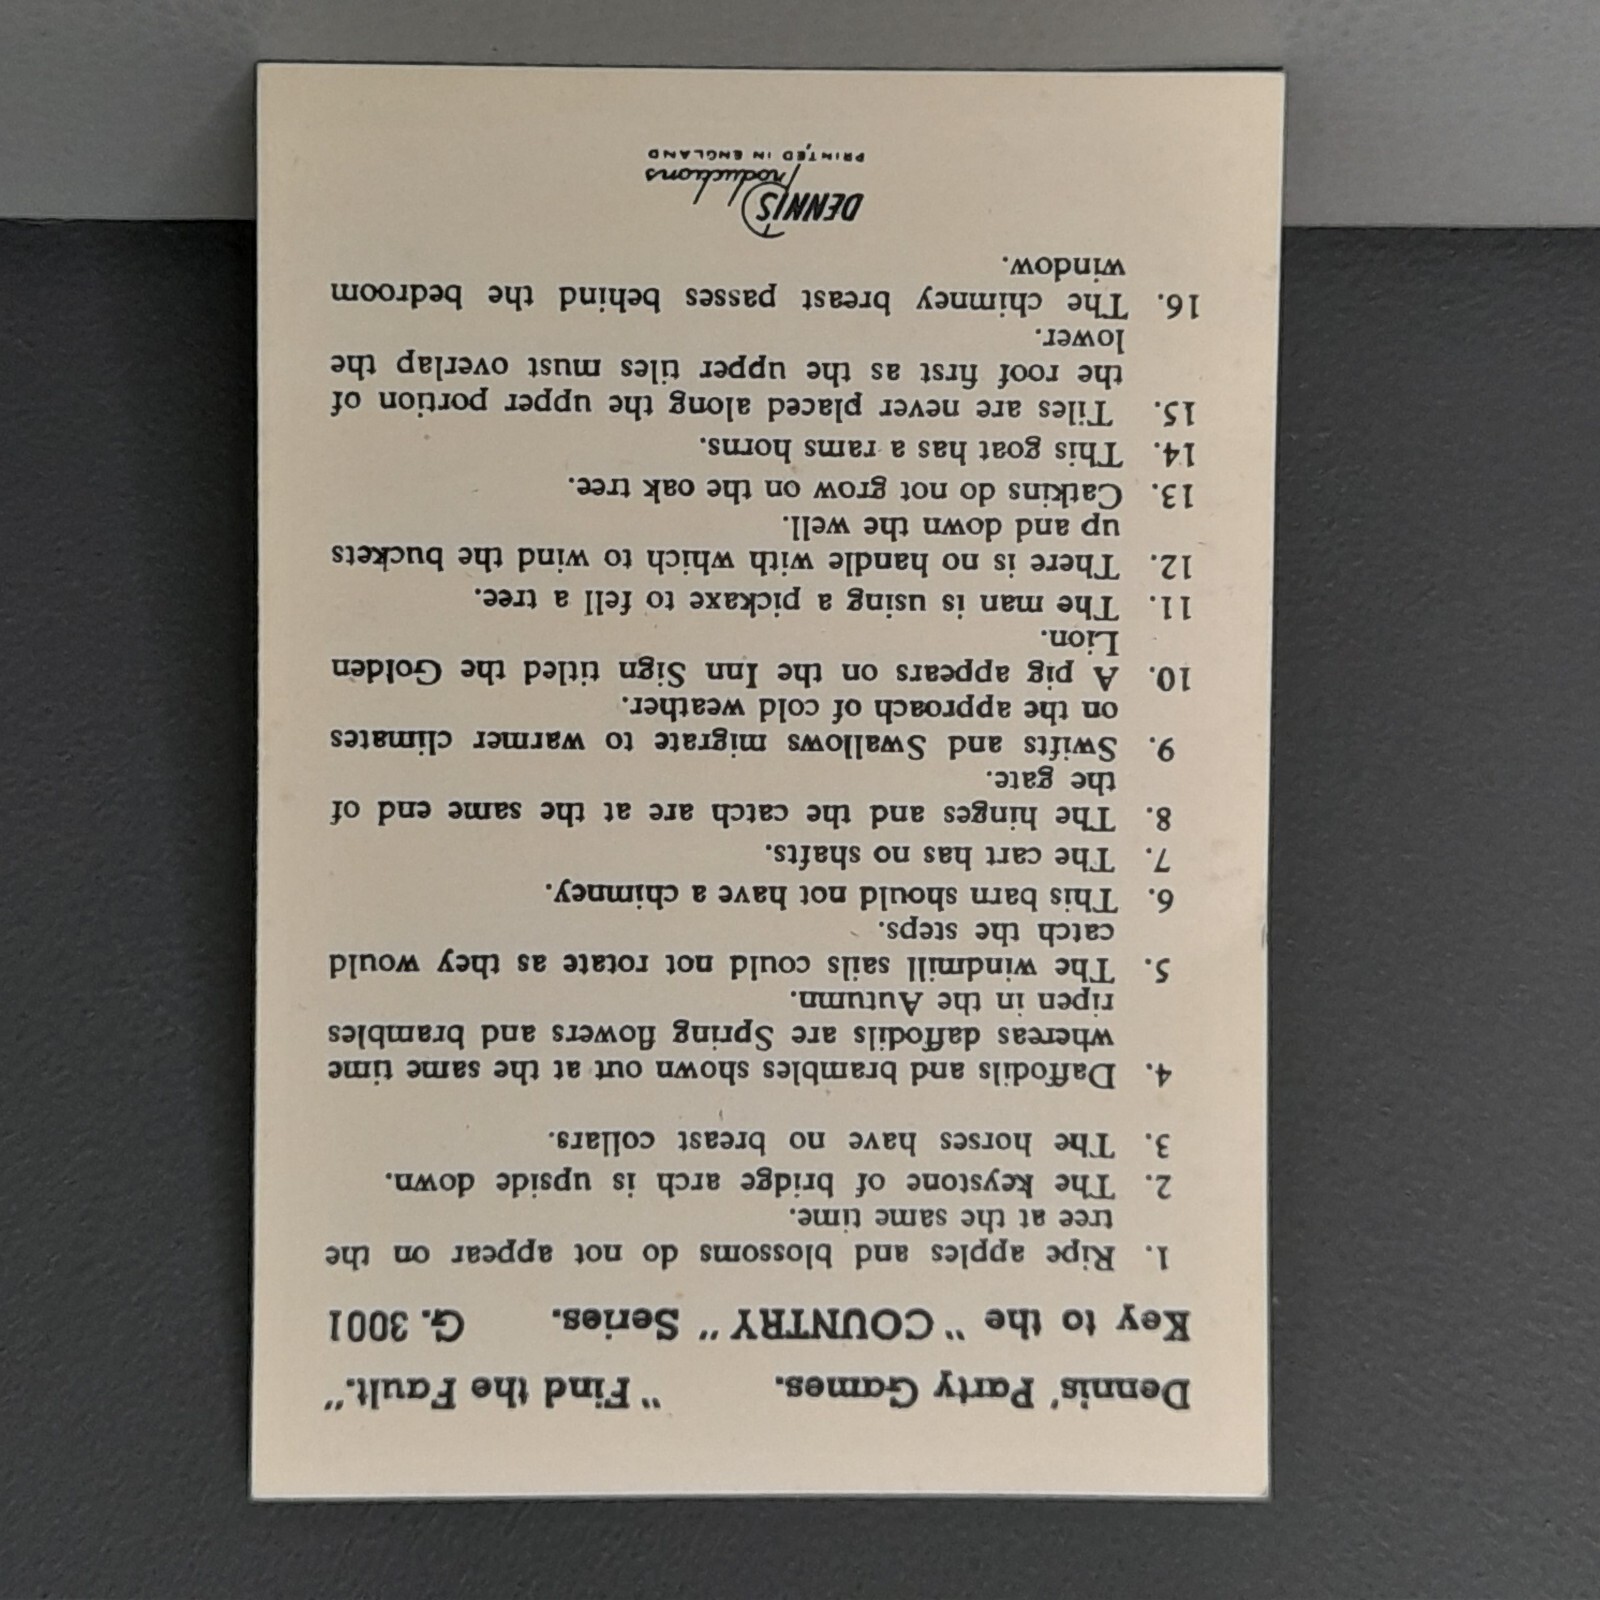 Dennis' Party Games. "Find the Fault."
Key to the "COUNTRY" Series. G. 3001
1. Ripe apples and blossoms do not appear on the
tree at the same time.
2. The keystone of bridge arch is upside down.
3. The horses have no breast collars.
4. Daffodils and brambles shown out at the same time
whereas daffodils are Spring flowers and brambles
ripen in the Autumn.
5. The windmill sails could not rotate as they would
catch the steps.
6. This barn should not have a chimney.
7. The cart has no shafts.
8. The hinges and the catch are at the same end of
the gate.
9. Swifts and Swallows migrate to warmer climates
on the approach of cold weather.
10. A pig appears on the Inn Sign titled the Golden
Lion.
11. The man is using a pickaxe to fell a tree.
12. There is no handle with which to wind the buckets
up and down the well.
13. Catkins do not grow on the oak tree.
14. This goat has a rams horns.
15. Tiles are never placed along the upper portion of
the roof first as the upper tiles must overlap the
lower.
16. The chimney breast passes behind the bedroom
window.
DENNIS
Productions
PRINTED IN ENGLAND